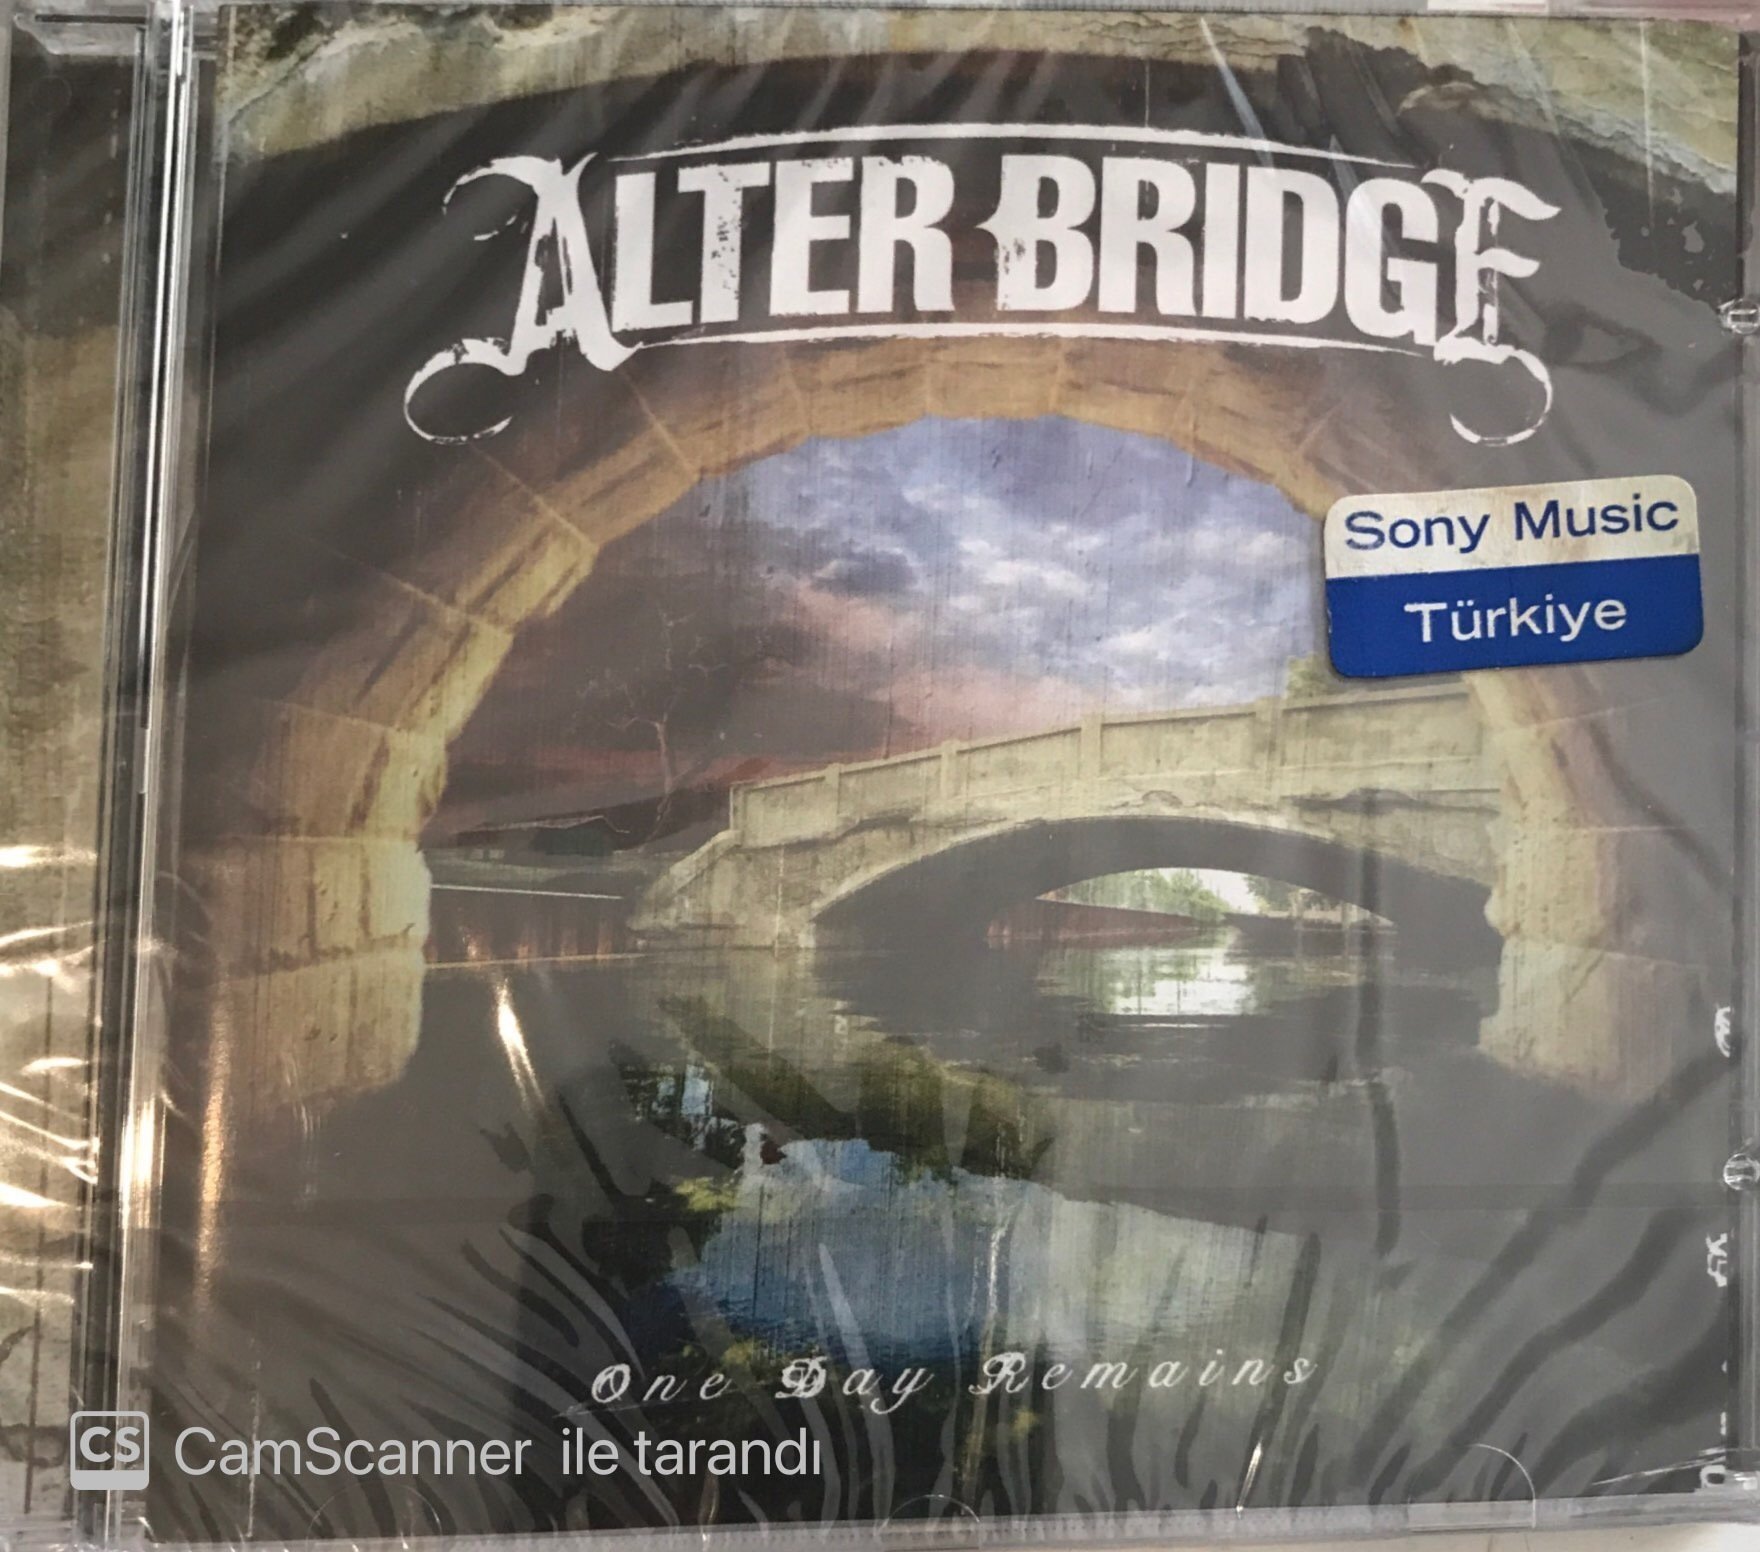 ALTER BRIDGE
Sony Music
Türkiye
One Day Remains
CS CamScanner ile tarandı